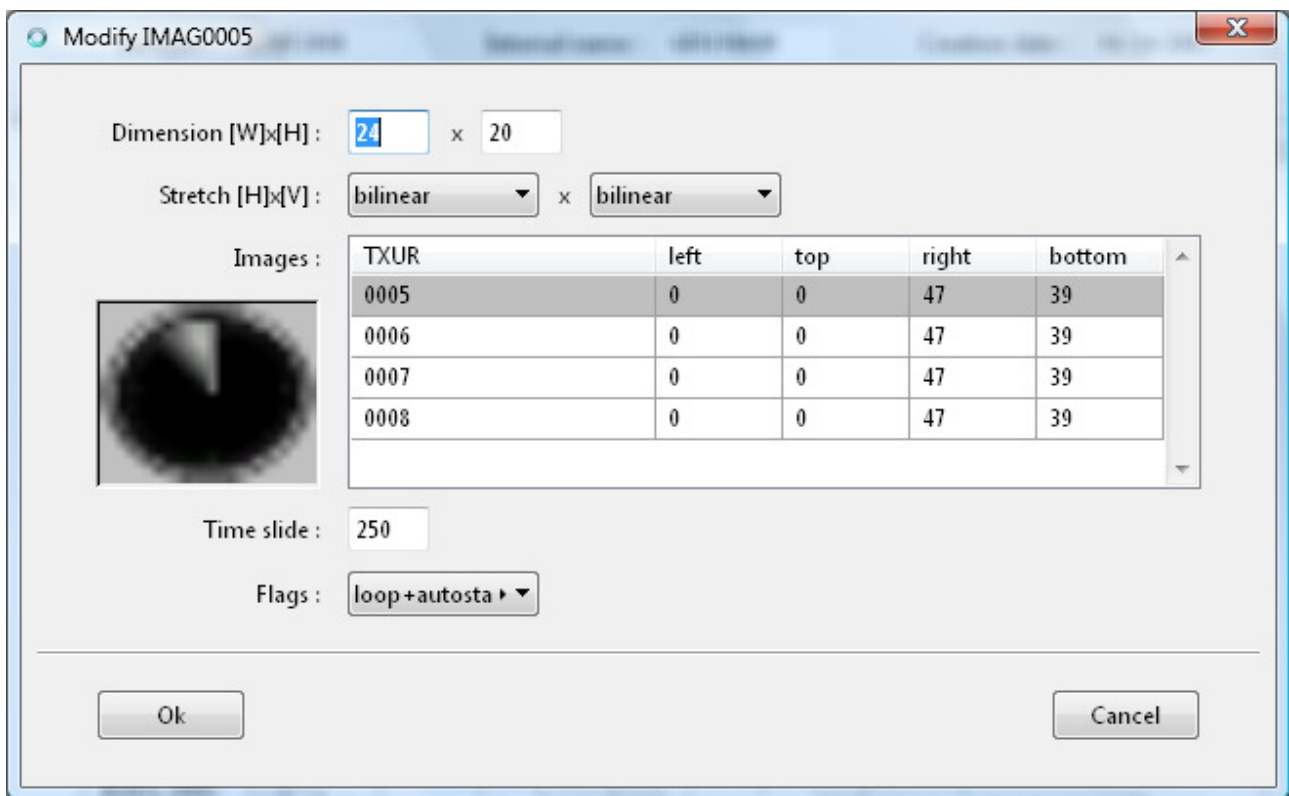 Modify IMAG0005
Dimension [W]x[H] : 24 x 20
Stretch [H]x[V] : bilinear x bilinear
Images : TXUR left top right bottom
0005 0 0 47 39
0006 0 0 47 39
0007 0 0 47 39
0008 0 0 47 39
Time slide : 250
Flags : loop+autosta
Ok Cancel